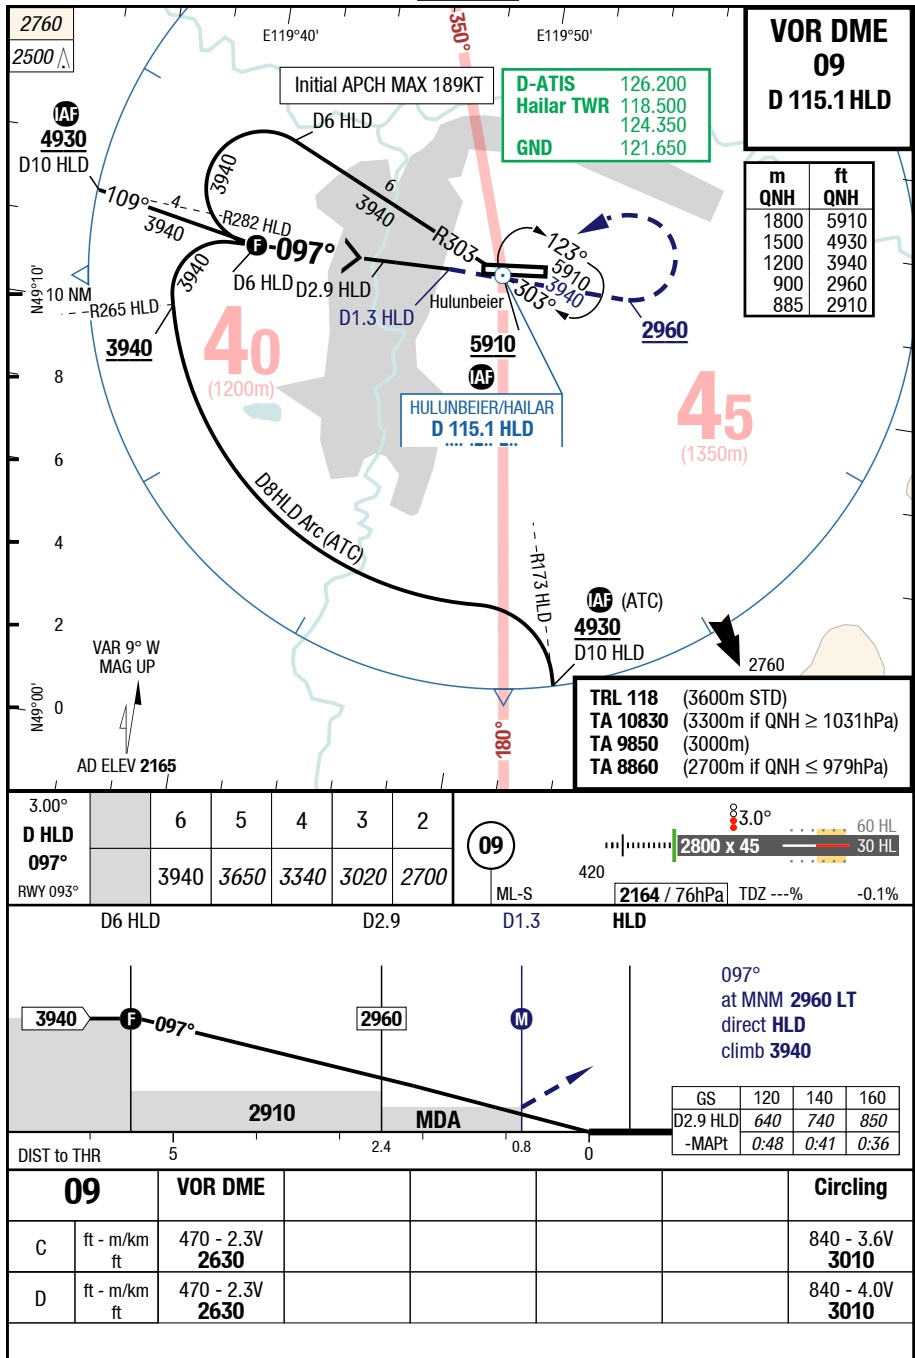 2760
2500
E119°40'
350°
E119°50'
VOR DME
09
D 115.1 HLD
Initial APCH MAX 189KT
D-ATIS 126.200
Hailar TWR 118.500
124.350
GND 121.650
IAF
4930
D10 HLD
D6 HLD
m ft
QNH QNH
1800 5910
1500 4930
1200 3940
900 2960
885 2910
3940
6
3940
109°
4
3940
R282 HLD
R303
F
097°
D6 HLD
D2.9 HLD
D1.3 HLD
123°
5910
3940
303°
Hulunbeier
2960
N49°10'
10 NM
R265 HLD
3940
3940
40
(1200m)
5910
IAF
HULUNBEIER/HAILAR
D 115.1 HLD
45
(1350m)
8
6
4
2
0
D8 HLD Arc (ATC)
R173 HLD
IAF (ATC)
4930
D10 HLD
2760
VAR 9° W
MAG UP
N49°00'
AD ELEV 2165
180°
TRL 118 (3600m STD)
TA 10830 (3300m if QNH ≥ 1031hPa)
TA 9850 (3000m)
TA 8860 (2700m if QNH ≤ 979hPa)
3.00°
D HLD
097°
RWY 093°
6 5 4 3 2
3940 3650 3340 3020 2700
09
ML-S
420
3.0°
2800 x 45
60 HL
30 HL
2164 / 76hPa TDZ ---% -0.1%
D6 HLD D2.9 D1.3 HLD
3940
F
097°
2960
M
097°
at MNM 2960 LT
direct HLD
climb 3940
2910
MDA
GS 120 140 160
D2.9 HLD 640 740 850
-MAPt 0:48 0:41 0:36
DIST to THR 5 2.4 0.8 0
09 VOR DME Circling
C ft - m/km 470 - 2.3V 840 - 3.6V
ft 2630 3010
D ft - m/km 470 - 2.3V 840 - 4.0V
ft 2630 3010